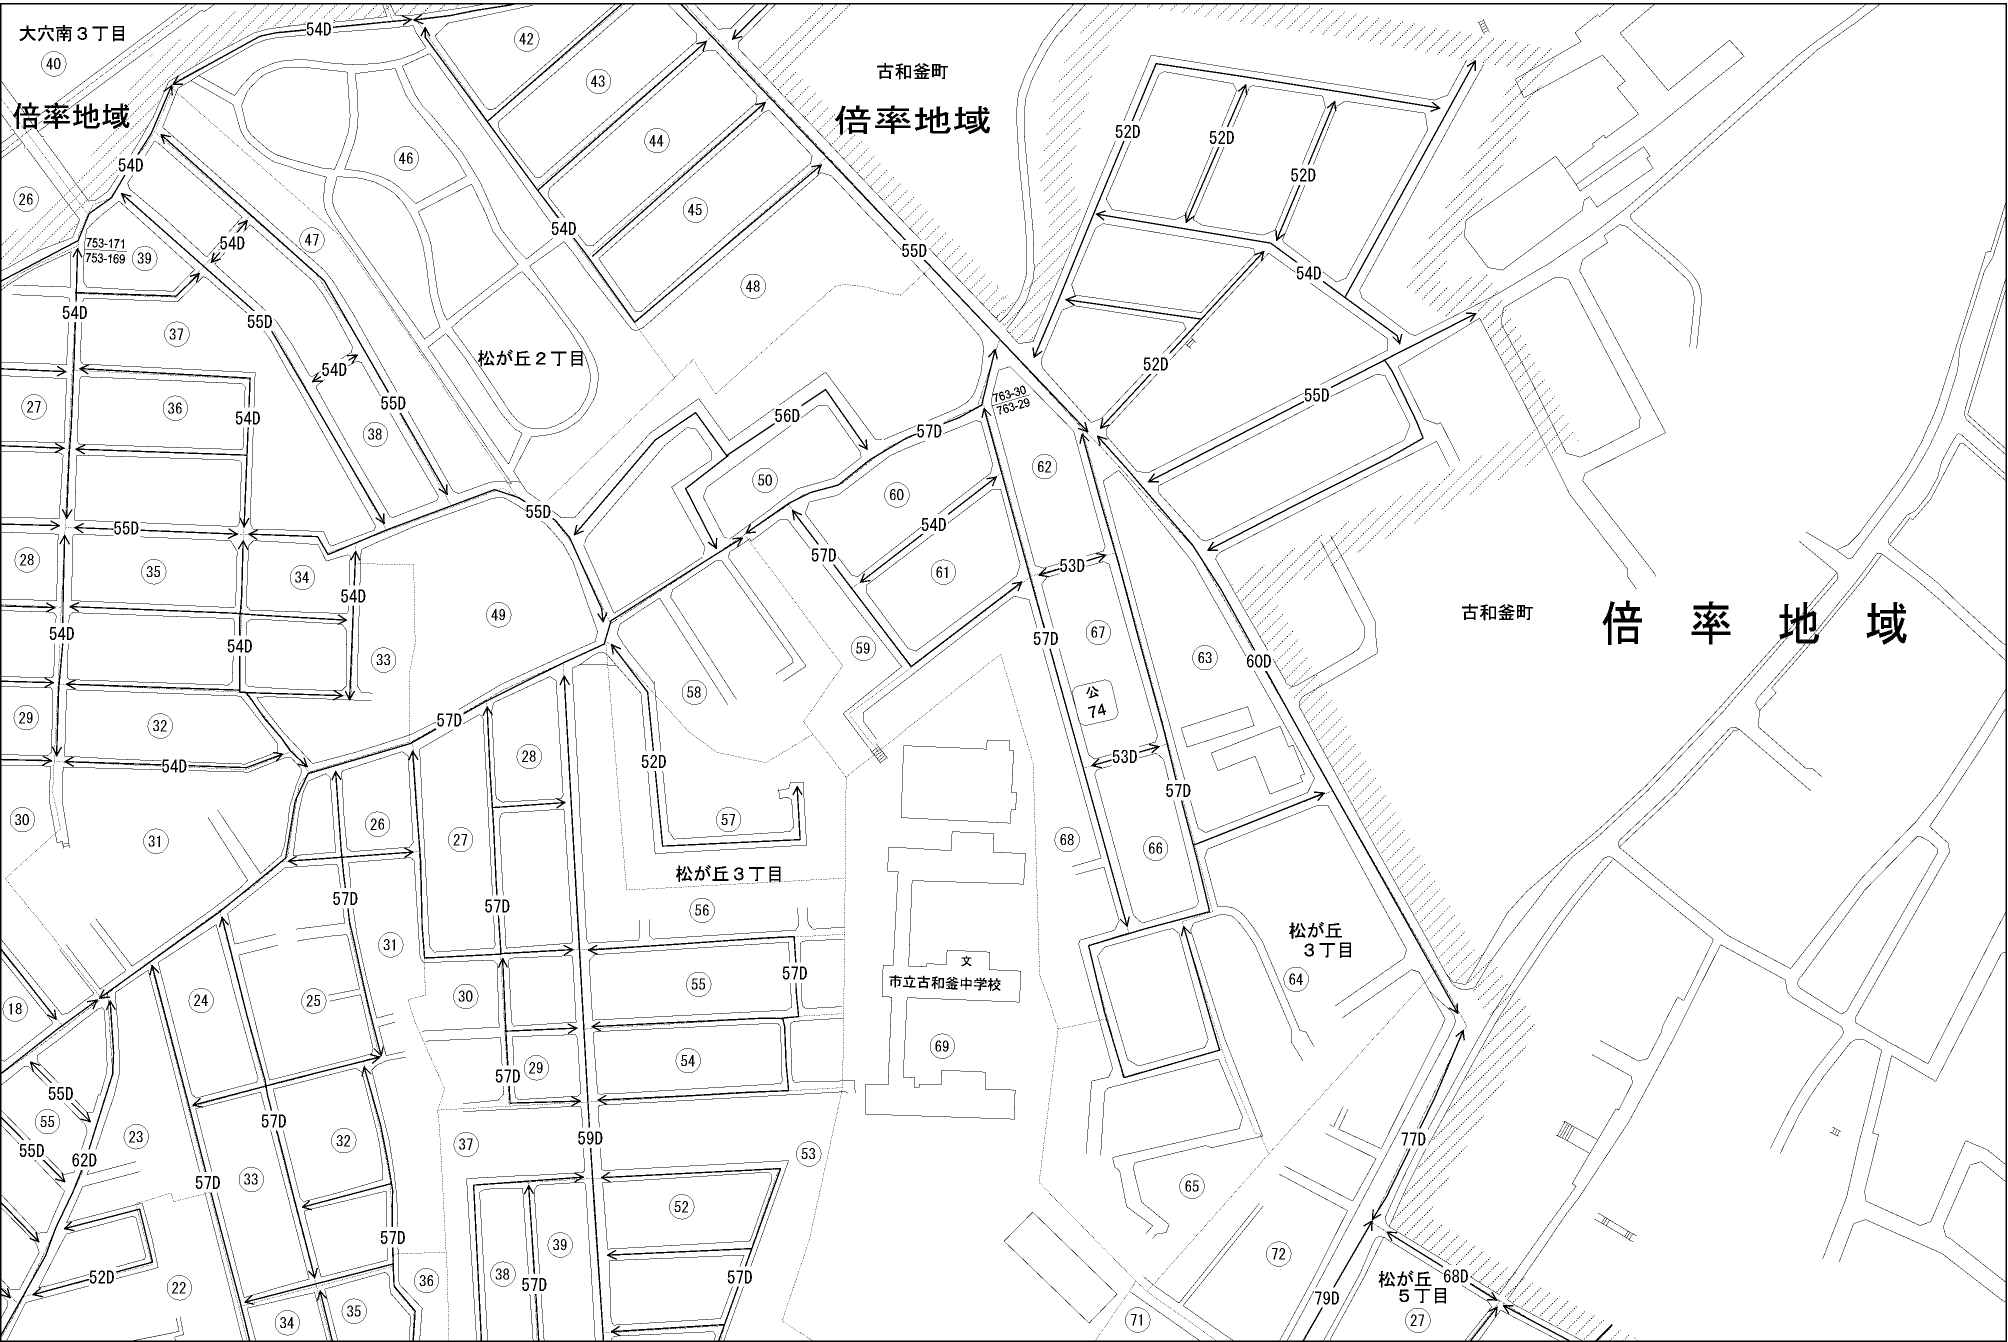 大穴南３丁目
40
倍率地域
54D
42
43
44
45
古和釜町
倍率地域
46
47
48
54D
26
753-171
753-169
39
54D
54D
55D
52D
52D
52D
54D
54D
55D
37
松が丘２丁目
54D
55D
52D
55D
27
36
54D
38
56D
57D
763-30
763-29
50
60
62
55D
55D
54D
57D
28
35
34
54D
61
53D
49
54D
54D
33
59
57D
67
63
60D
古和釜町
倍率地域
58
公
74
29
32
57D
54D
28
52D
53D
57D
30
31
26
27
57
68
66
松が丘３丁目
57D
57D
56
31
松が丘
３丁目
文
市立古和釜中学校
64
18
24
25
30
55
57D
69
54
29
57D
55D
55
55D
62D
23
57D
32
59D
37
53
77D
57D
33
65
52
52D
22
57D
36
38
57D
39
57D
72
79D
松が丘
５丁目
68D
27
34
35
71